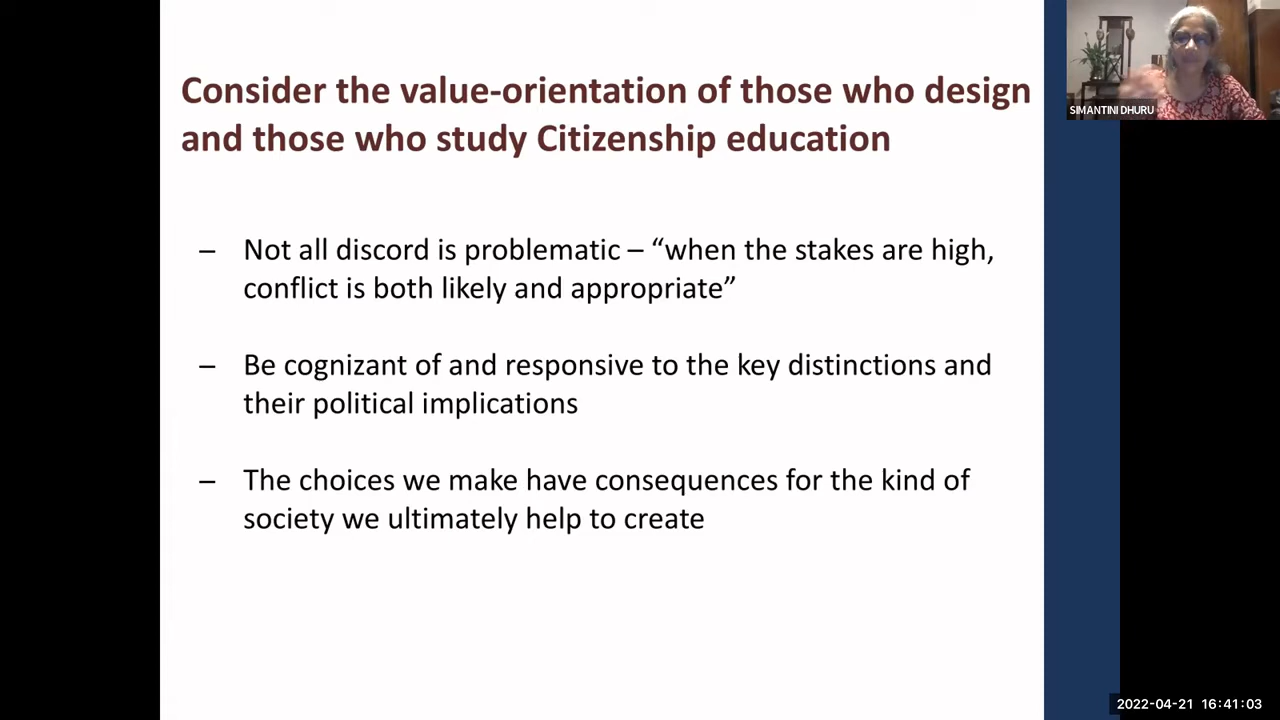 Consider the value-orientation of those who design
and those who study Citizenship education
– Not all discord is problematic – “when the stakes are high,
conflict is both likely and appropriate”
– Be cognizant of and responsive to the key distinctions and
their political implications
– The choices we make have consequences for the kind of
society we ultimately help to create
SIMANTINI DHURU
2022-04-21 16:41:03